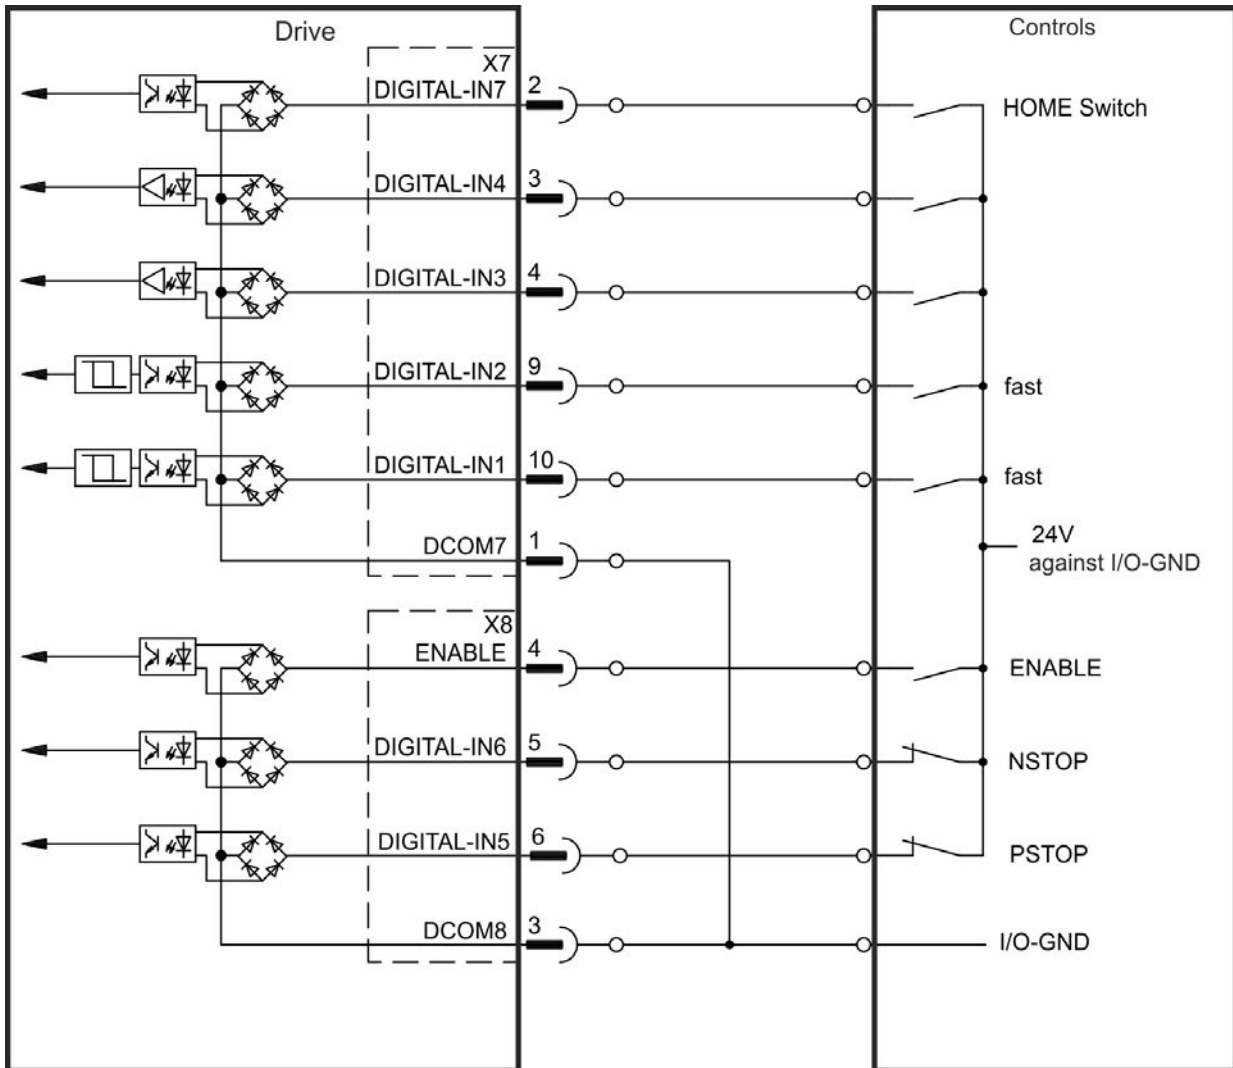 Drive
Controls
X7
DIGITAL-IN7 2 HOME Switch
DIGITAL-IN4 3
DIGITAL-IN3 4
DIGITAL-IN2 9 fast
DIGITAL-IN1 10 fast
DCOM7 1
24V
against I/O-GND
X8
ENABLE 4 ENABLE
DIGITAL-IN6 5 NSTOP
DIGITAL-IN5 6 PSTOP
DCOM8 3 I/O-GND